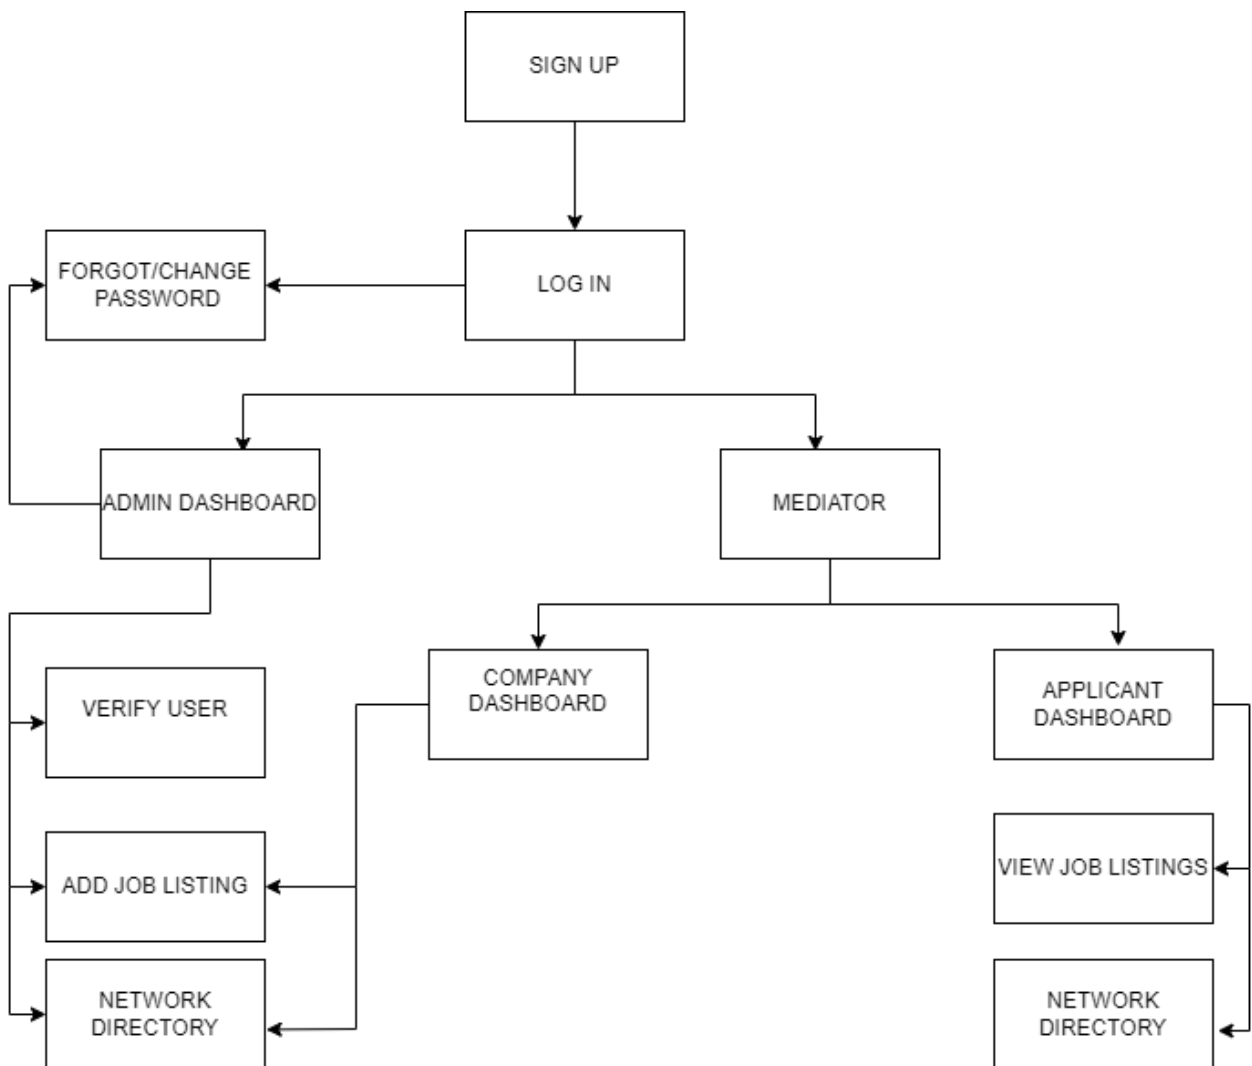 SIGN UP
FORGOT/CHANGE
PASSWORD
LOG IN
ADMIN DASHBOARD
MEDIATOR
COMPANY
DASHBOARD
APPLICANT
DASHBOARD
VERIFY USER
ADD JOB LISTING
VIEW JOB LISTINGS
NETWORK
DIRECTORY
NETWORK
DIRECTORY